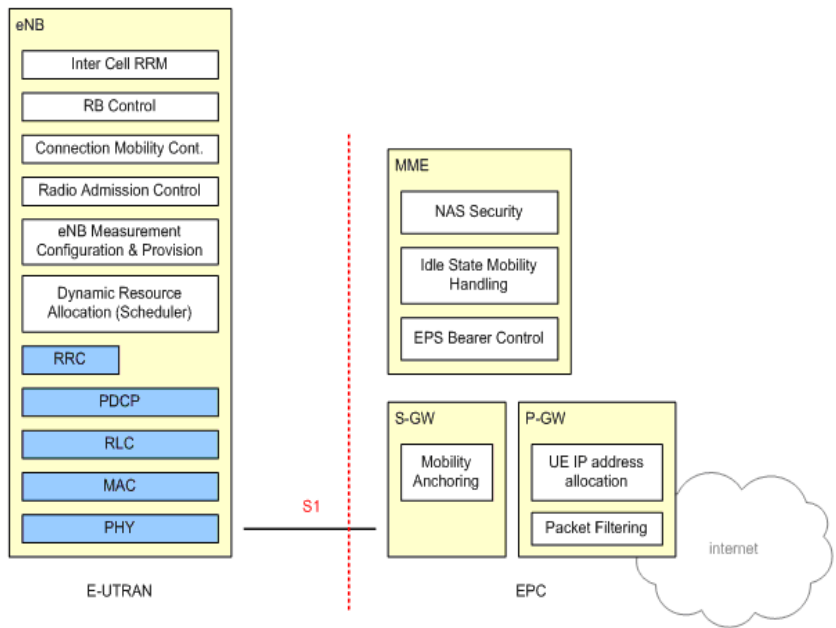 eNB
Inter Cell RRM
RB Control
Connection Mobility Cont.
Radio Admission Control
eNB Measurement
Configuration & Provision
Dynamic Resource
Allocation (Scheduler)
RRC
PDCP
RLC
MAC
PHY
S1
MME
NAS Security
Idle State Mobility
Handling
EPS Bearer Control
S-GW
Mobility
Anchoring
P-GW
UE IP address
allocation
Packet Filtering
internet
E-UTRAN
EPC